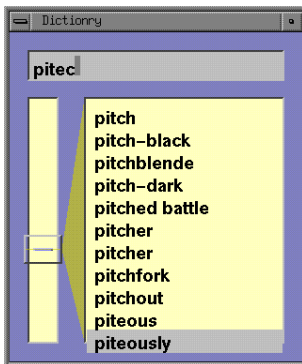 Dictionry
pitec
pitch
pitch–black
pitchblende
pitch–dark
pitched battle
pitcher
pitcher
pitchfork
pitchout
piteous
piteously